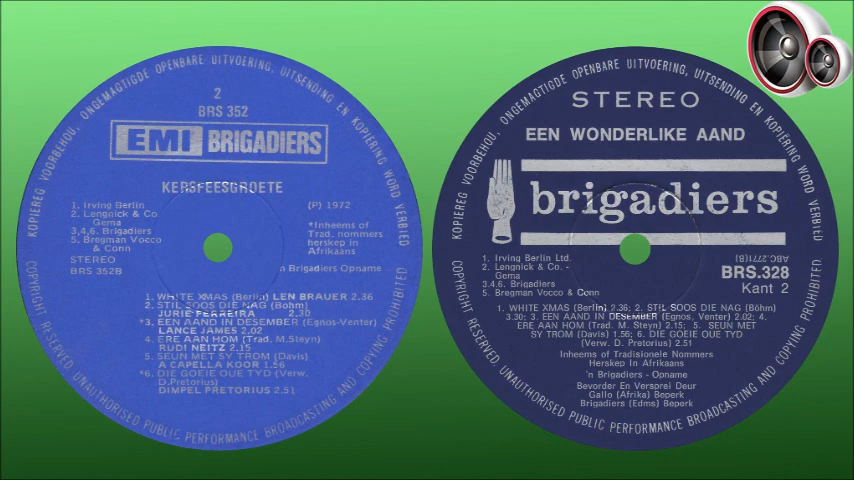 KOPIEREG VOORBEHOU, ONGEMAGTIGDE OPENBARE UITVOERING, UITSENDING EN KOPIËRING WORD VERBIED
2
BRS 352
EMI BRIGADIERS
KERSFEESGROETE
1. Irving Berlin
2. Lengnick & Co
Gema
3,4,6. Brigadiers
5. Bregman Vocco
& Conn
STEREO
BRS 352B
(P) 1972
*Inheems of
Trad. nommers
herskep in
Afrikaans
'n Brigadiers Opname
1. WHITE XMAS (Berlin) LEN BRAUER 2.36
2. STIL SOOS DIE NAG (Bohm)
JURIE FERREIRA 2,30
*3. EEN AAND IN DESEMBER (Egnos-Venter)
LANCE JAMES 2.02
4. ERE AAN HOM (Trad. M.Steyn)
RUDI NEITZ 2.15
5. SEUN MET SY TROM (Davis)
A CAPELLA KOOR 1.56
*6. DIE GOEIE OUE TYD (Verw.
D.Pretorius)
DIMPEL PRETORIUS 2.51
COPYRIGHT RESERVED, UNAUTHORISED PUBLIC PERFORMANCE BROADCASTING AND COPYING PROHIBITED
KOPIEREG VOORBEHOU, ONGEMAGTIGDE OPENBARE UITVOERING, UITSENDING EN KOPIËRING WORD VERBIED
STEREO
EEN WONDERLIKE AAND
brigadiers
1. Irving Berlin Ltd.
2. Lengnick & Co. -
Gema
3.4.6. Brigadiers
5. Bregman Vocco & Conn
ABC.2771(B)
BRS.328
Kant 2
1. WHITE XMAS (Berlin) 2.36; 2. STIL SOOS DIE NAG (Böhm)
3.30; 3. EEN AAND IN DESEMBER (Egnos, Venter) 2.02; 4.
ERE AAN HOM (Trad. M. Steyn) 2.15; 5. SEUN MET
SY TROM (Davis) 1.56; 6. DIE GOEIE OUE TYD
(Verw. D. Pretorius) 2.51
Inheems of Tradisionele Nommers
Herskep in Afrikaans
'n Brigadiers - Opname
Bevorder En Versprei Deur
Gallo (Afrika) Beperk
Brigadiers (Edms) Beperk
COPYRIGHT RESERVED, UNAUTHORISED PUBLIC PERFORMANCE BROADCASTING AND COPYING PROHIBITED